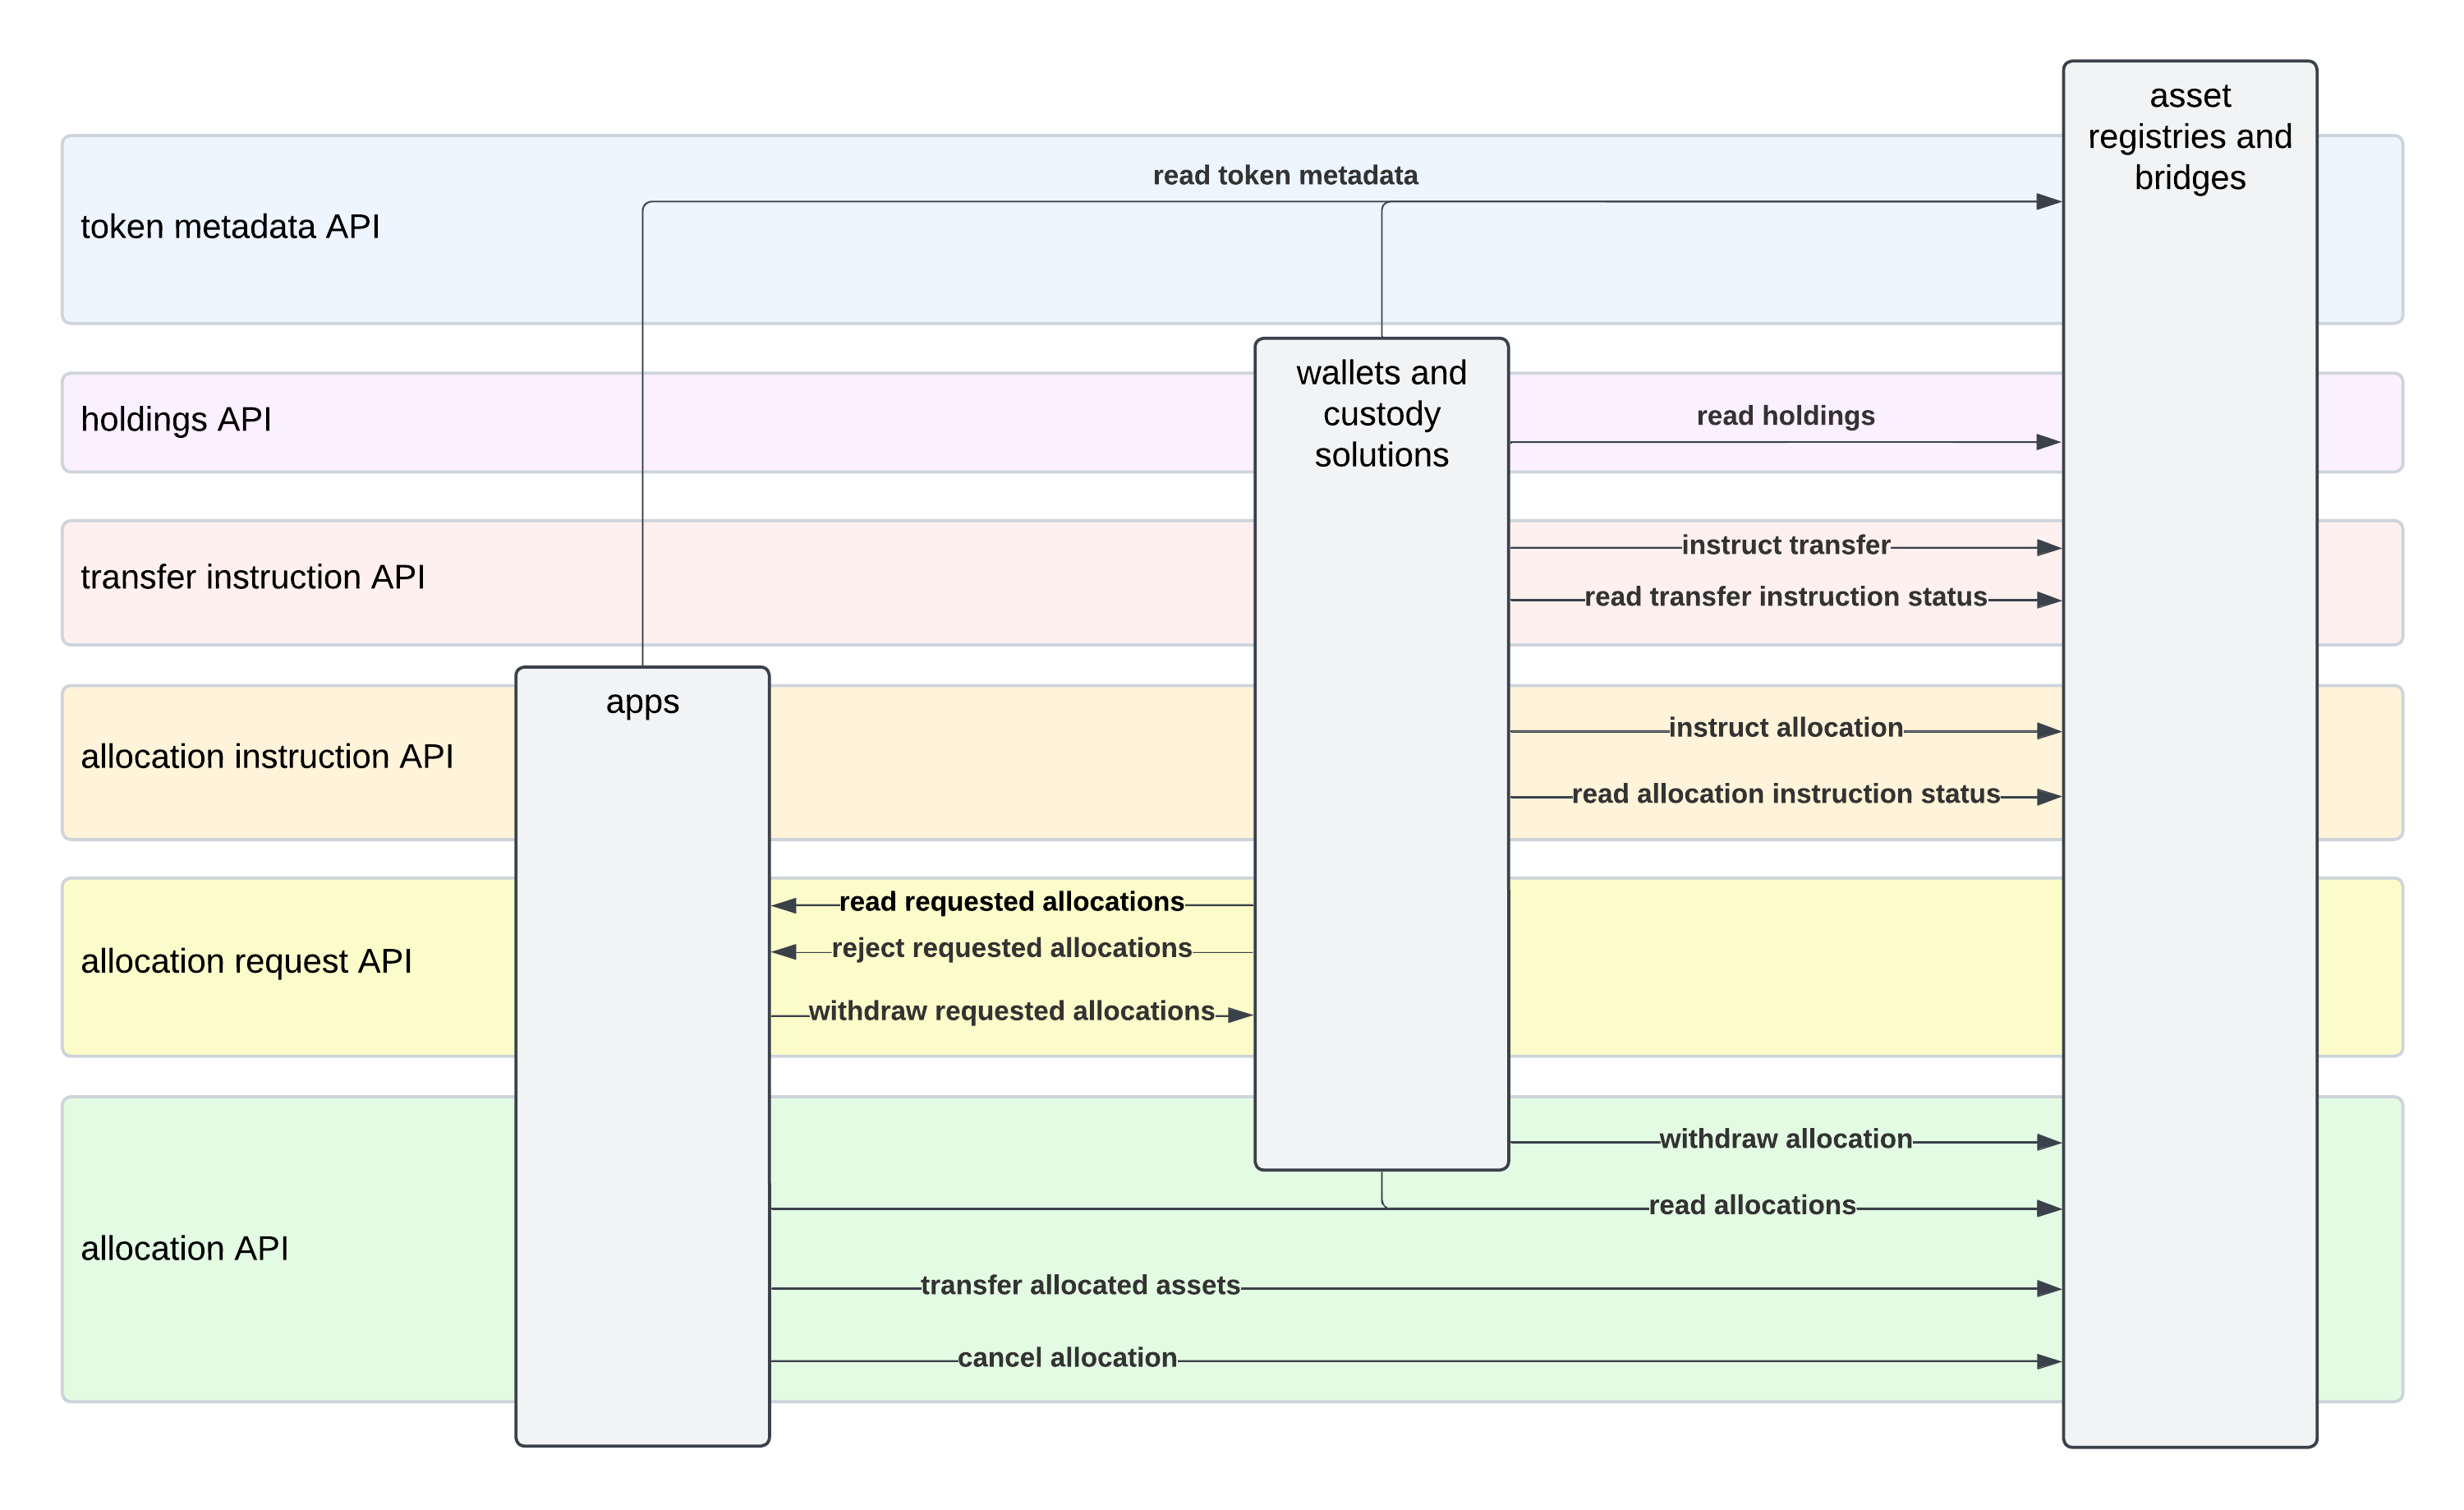 asset
registries and
bridges
read token metadata
token metadata API
wallets and
custody
solutions
holdings API
read holdings
instruct transfer
transfer instruction API
read transfer instruction status
apps
instruct allocation
allocation instruction API
read allocation instruction status
read requested allocations
reject requested allocations
allocation request API
withdraw requested allocations
withdraw allocation
read allocations
allocation API
transfer allocated assets
cancel allocation